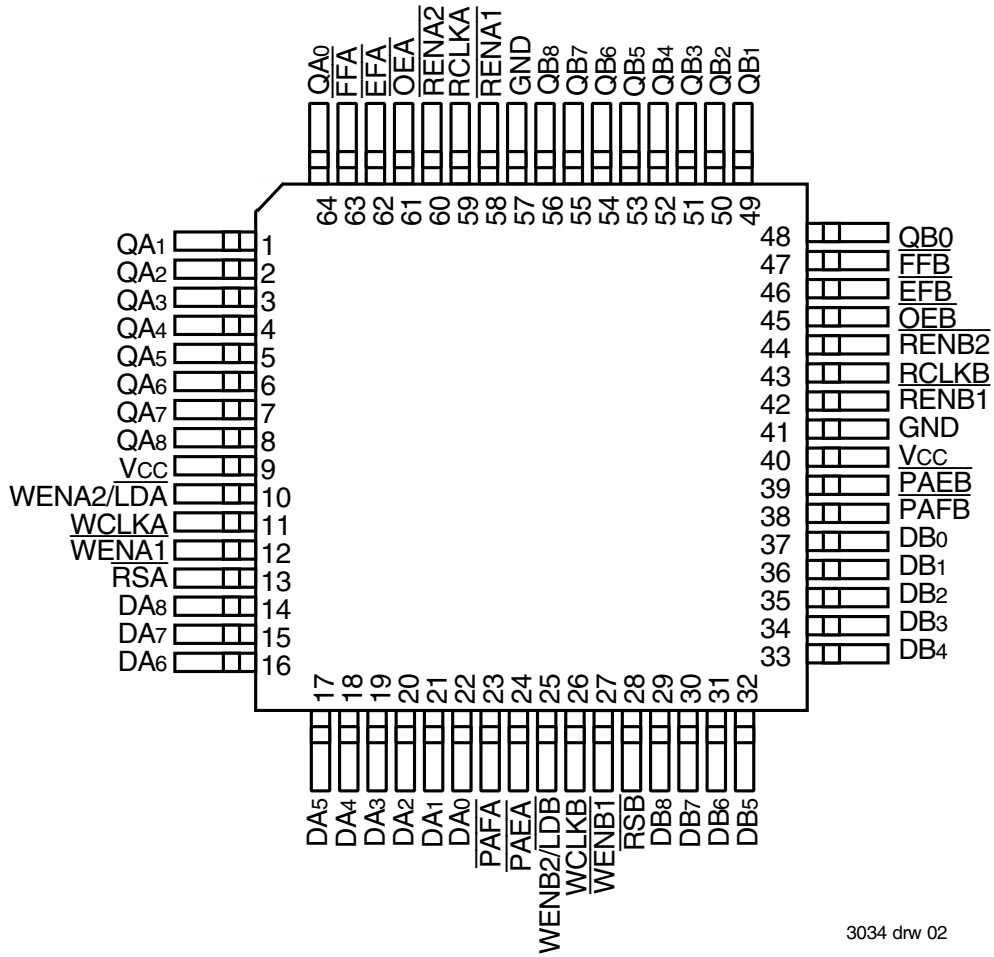 QA0
FFA
EFA
OEA
RENA2
RCLKA
RENA1
GND
QB8
QB7
QB6
QB5
QB4
QB3
QB2
QB1
64
63
62
61
60
59
58
57
56
55
54
53
52
51
50
49
QA1 1
QA2 2
QA3 3
QA4 4
QA5 5
QA6 6
QA7 7
QA8 8
VCC 9
WENA2/LDA 10
WCLKA 11
WENA1 12
RSA 13
DA8 14
DA7 15
DA6 16
48 QB0
47 FFB
46 EFB
45 OEB
44 RENB2
43 RCLKB
42 RENB1
41 GND
40 VCC
39 PAEB
38 PAFB
37 DB0
36 DB1
35 DB2
34 DB3
33 DB4
17
18
19
20
21
22
23
24
25
26
27
28
29
30
31
32
DA5
DA4
DA3
DA2
DA1
DA0
PAFA
PAEA
WENB2/LDB
WCLKB
WENB1
RSB
DB8
DB7
DB6
DB5
3034 drw 02